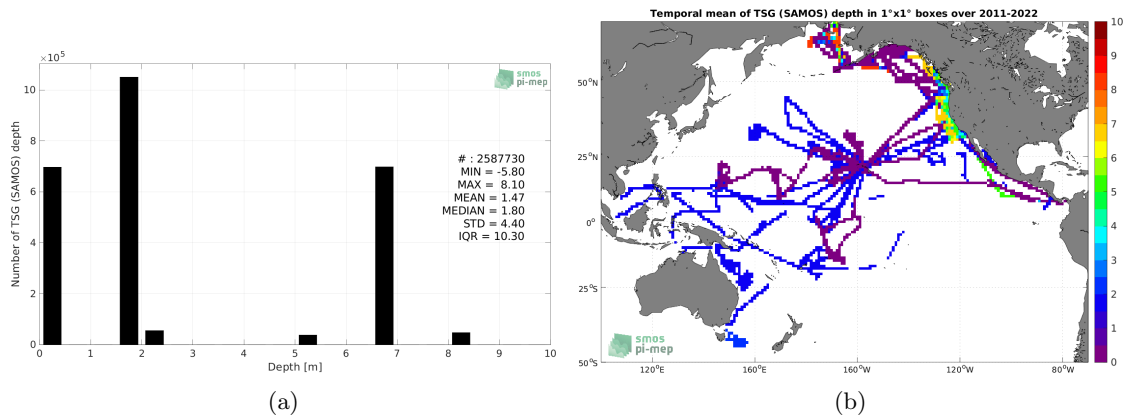 ×10⁵
smos
pi-mep
10
8
6
4
2
0
Number of TSG (SAMOS) depth
# : 2587730
MIN = -5.80
MAX = 8.10
MEAN = 1.47
MEDIAN = 1.80
STD = 4.40
IQR = 10.30
0 1 2 3 4 5 6 7 8 9 10
Depth [m]
(a)
Temporal mean of TSG (SAMOS) depth in 1°x1° boxes over 2011-2022
50°N
25°N
0°
25°S
50°S
120°E
160°E
160°W
120°W
80°W
smos
pi-mep
10
9
8
7
6
5
4
3
2
1
0
(b)